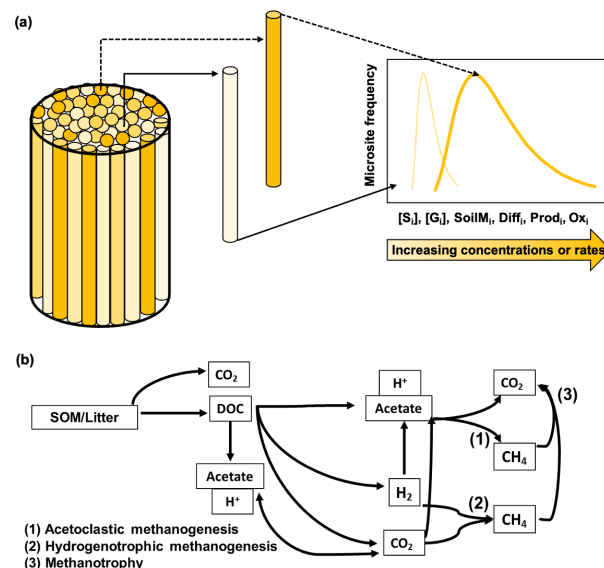 (a)
Microsite frequency
[Sᵢ], [Gᵢ], SoilMᵢ, Diffᵢ, Prodᵢ, Oxᵢ
Increasing concentrations or rates
(b)
CO₂
SOM/Litter
DOC
Acetate
H⁺
H⁺
Acetate
CO₂
(3)
(1)
CH₄
H₂
(2)
CH₄
CO₂
(1) Acetoclastic methanogenesis
(2) Hydrogenotrophic methanogenesis
(3) Methanotrophy